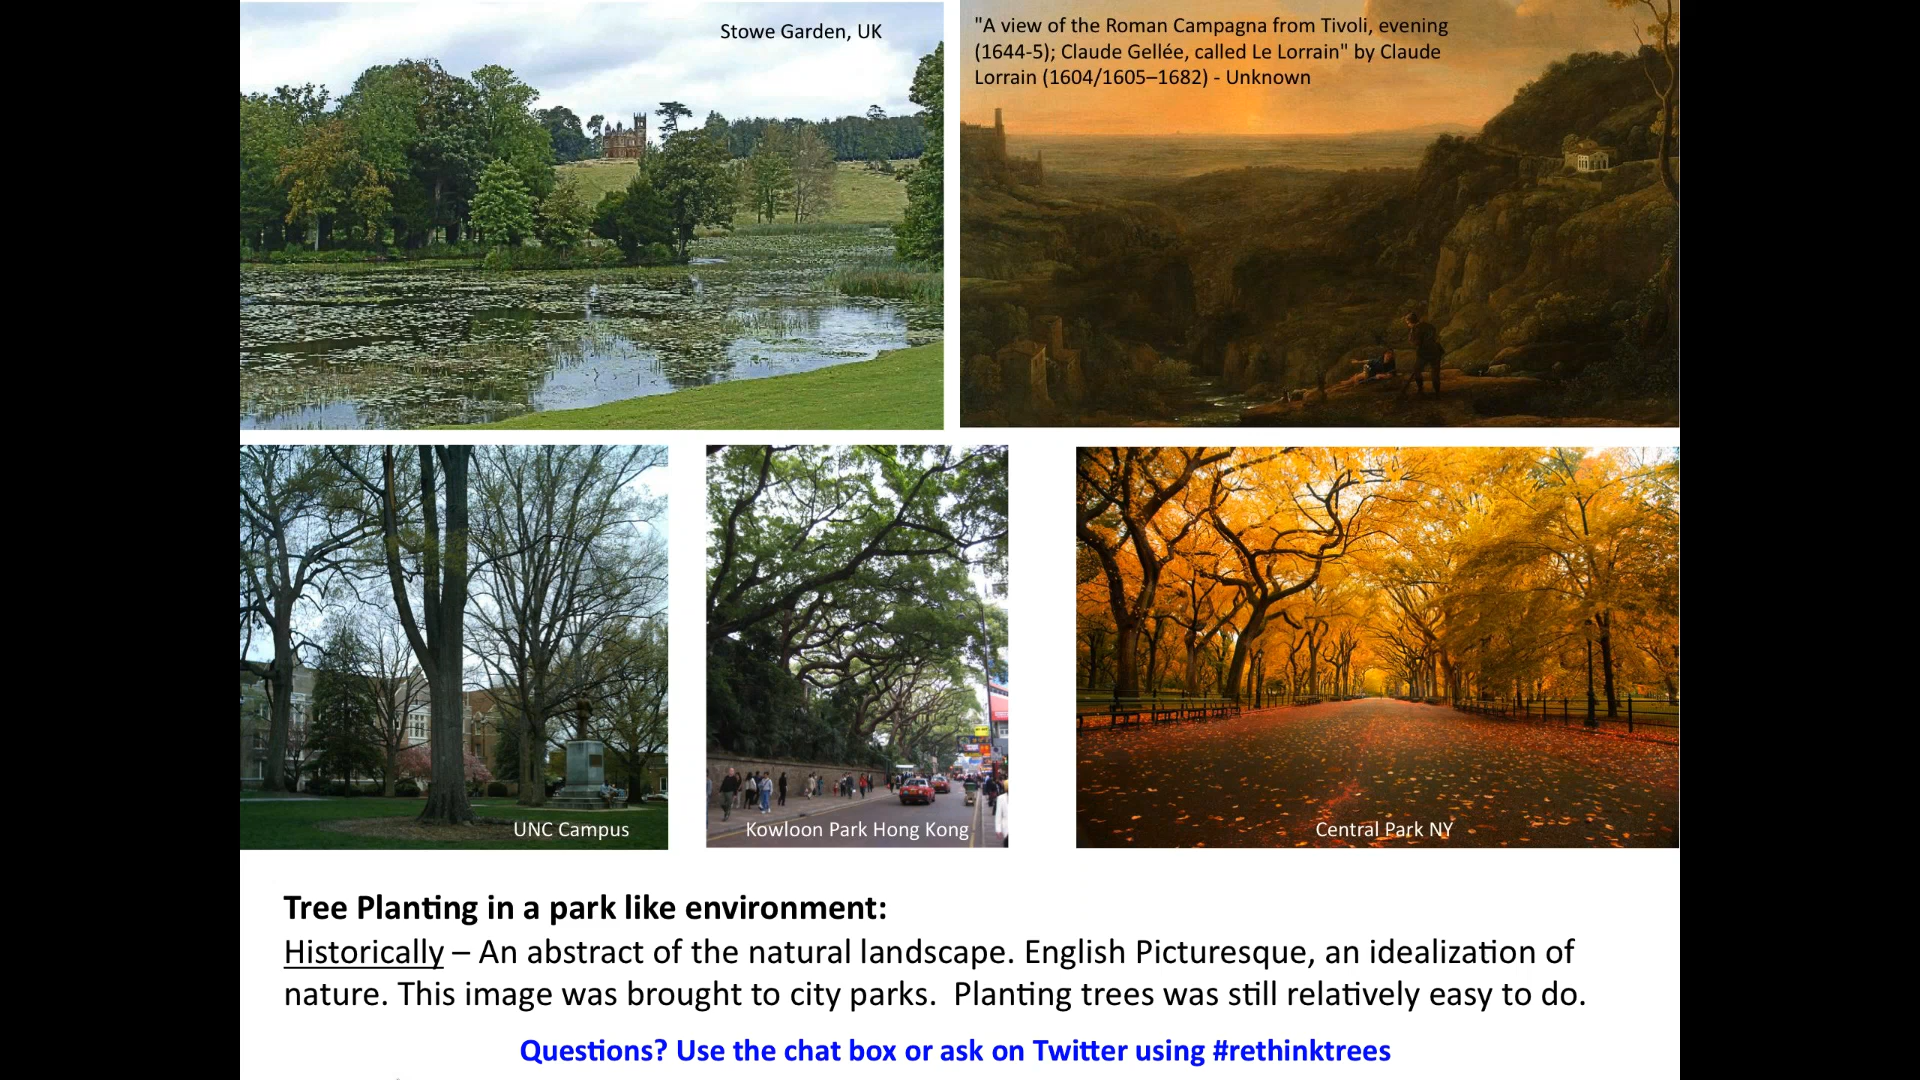 Stowe Garden, UK
"A view of the Roman Campagna from Tivoli, evening
(1644-5); Claude Gellée, called Le Lorrain" by Claude
Lorrain (1604/1605–1682) - Unknown
UNC Campus
Kowloon Park Hong Kong
Central Park NY
Tree Planting in a park like environment:
Historically – An abstract of the natural landscape. English Picturesque, an idealization of
nature. This image was brought to city parks.  Planting trees was still relatively easy to do.
Questions? Use the chat box or ask on Twitter using #rethinktrees